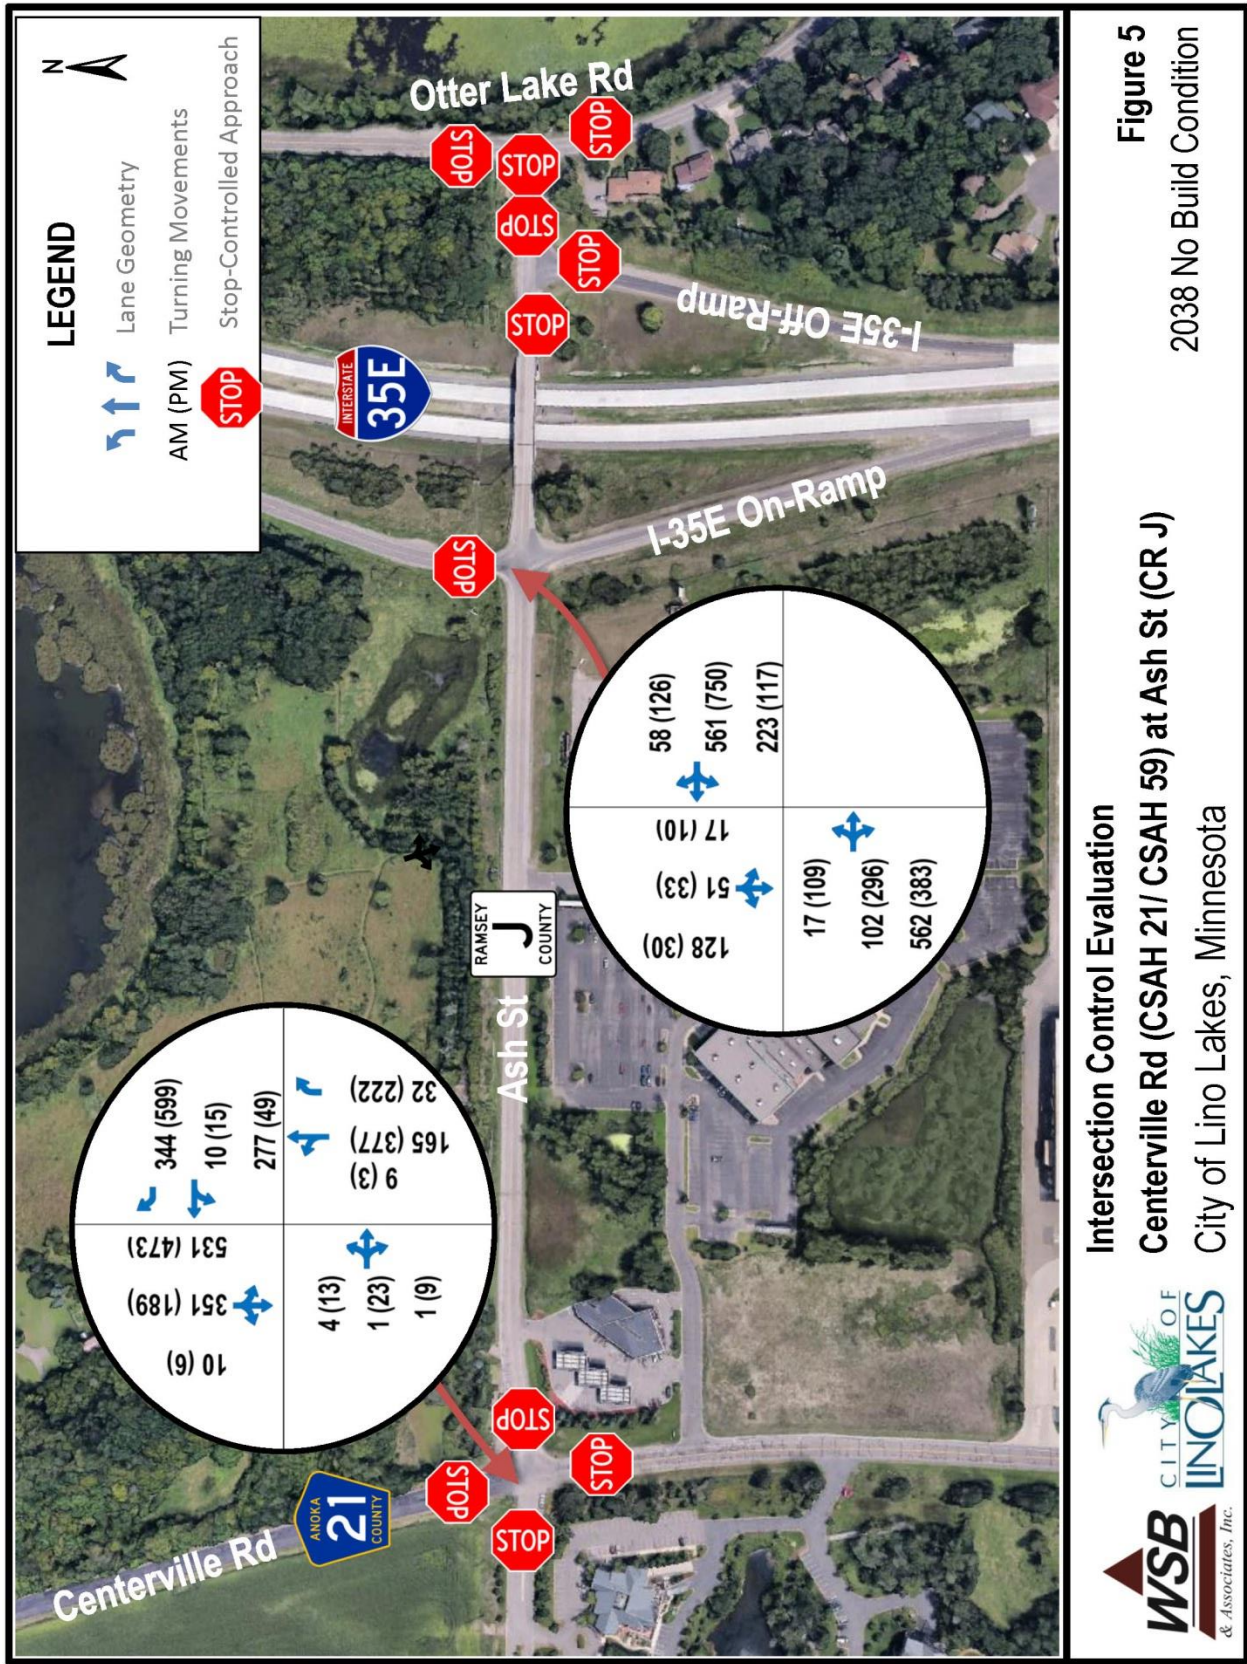 LEGEND
N
Lane Geometry
AM (PM) Turning Movements
STOP Stop-Controlled Approach
Centerville Rd
ANOKA
21
COUNTY
STOP
STOP
STOP
STOP
10 (6)
351 (189)
531 (473)
344 (599)
10 (15)
277 (49)
4 (13)
1 (23)
1 (9)
9 (3)
165 (377)
32 (222)
Ash St
RAMSEY
J
COUNTY
128 (30)
51 (33)
17 (10)
58 (126)
561 (750)
223 (117)
17 (109)
102 (296)
562 (383)
STOP
I-35E On-Ramp
INTERSTATE
35E
STOP
STOP
STOP
I-35E Off-Ramp
STOP
STOP
STOP
Otter Lake Rd
WSB
& Associates, Inc.
CITY OF
LINO LAKES
Intersection Control Evaluation
Centerville Rd (CSAH 21/ CSAH 59) at Ash St (CR J)
City of Lino Lakes, Minnesota
Figure 5
2038 No Build Condition